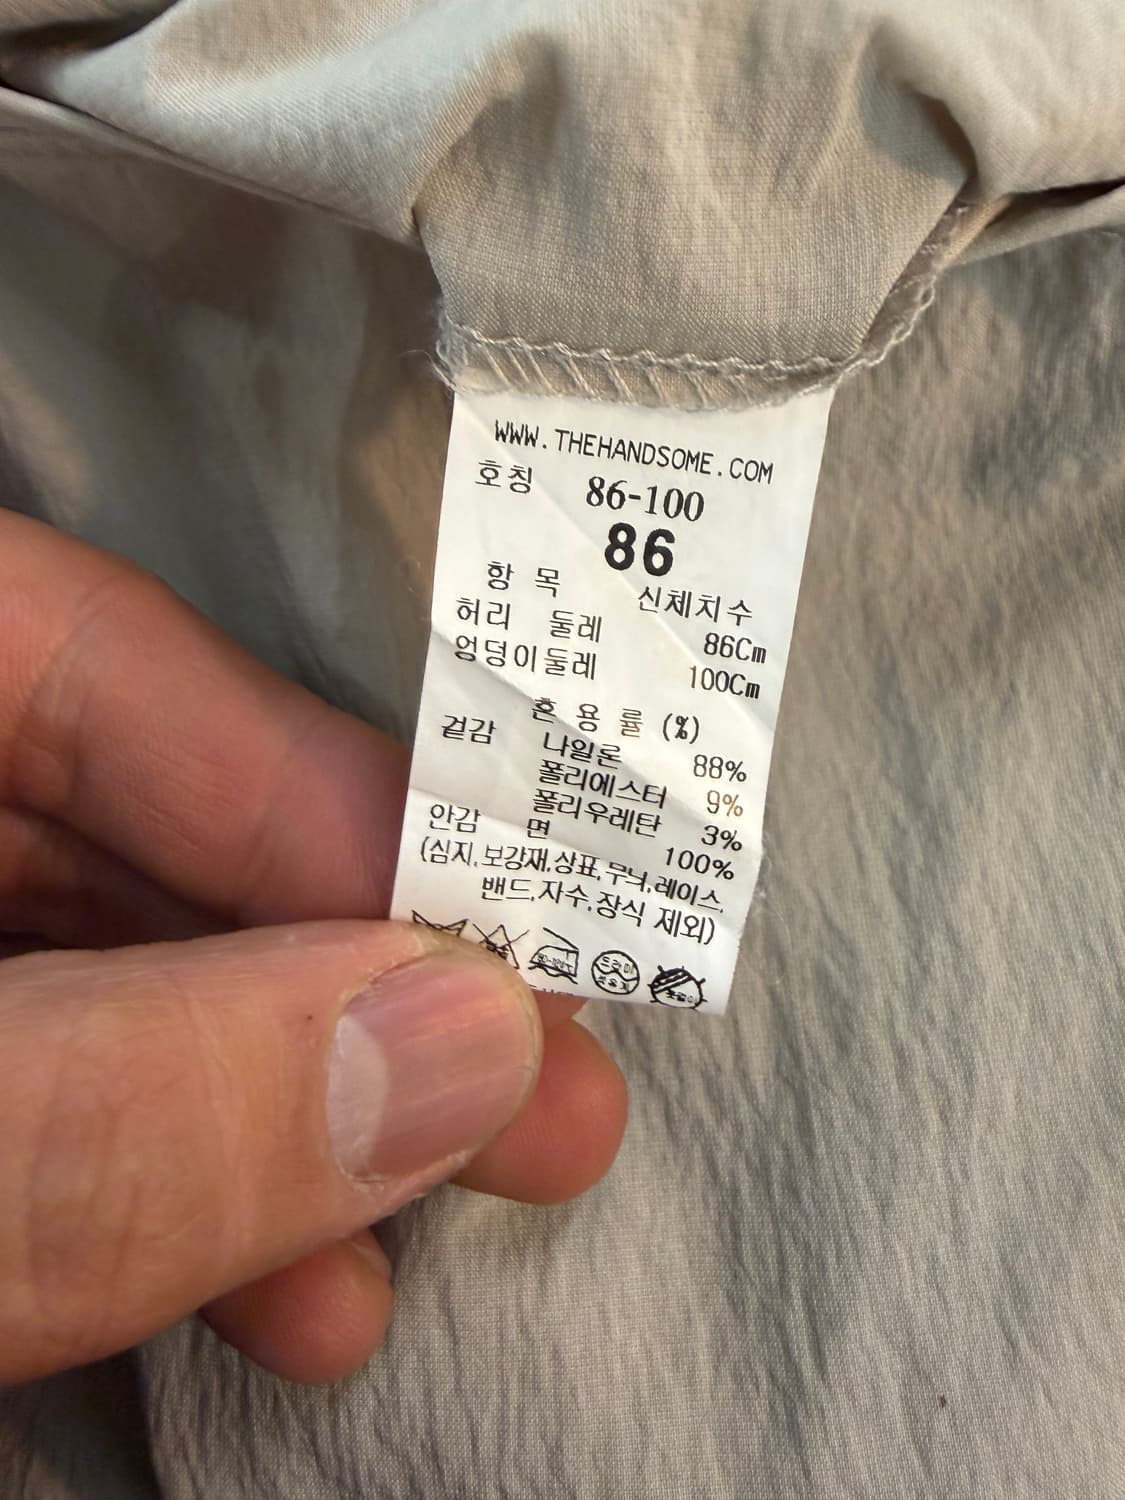 WWW.THEHANDSOME.COM
호칭 86-100
86
항 목 신체치수
허리 둘레 86Cm
엉덩이둘레 100Cm
혼 용 률 (%)
겉감 나일론 88%
폴리에스터 9%
폴리우레탄 3%
안감 면 100%
(심지,보강재,상표,무늬,레이스,
밴드,자수,장식 제외)
드라이